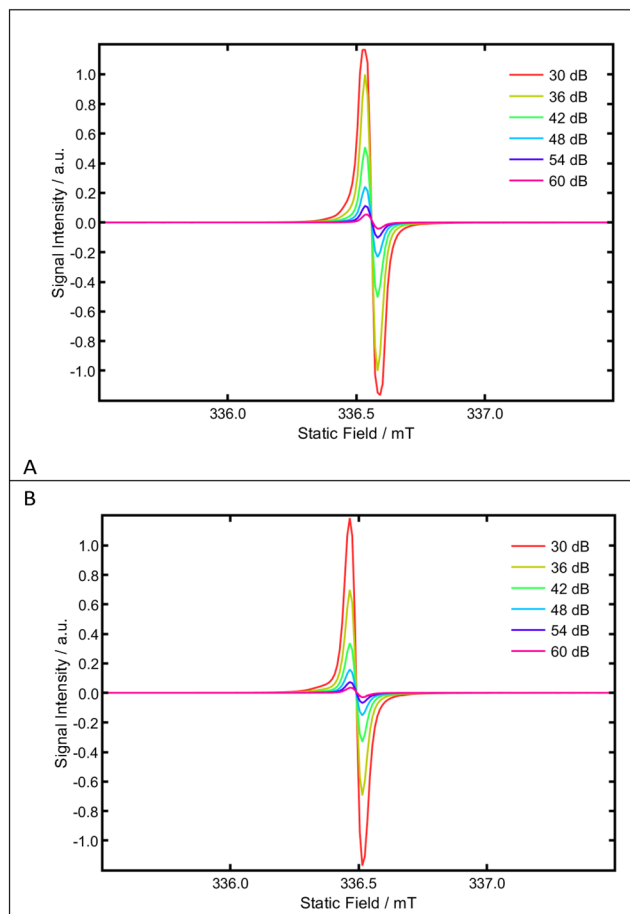 1.0
0.8
0.6
0.4
0.2
0.0
-0.2
-0.4
-0.6
-0.8
-1.0
Signal Intensity / a.u.
30 dB
36 dB
42 dB
48 dB
54 dB
60 dB
336.0
336.5
337.0
Static Field / mT
A
B
1.0
0.8
0.6
0.4
0.2
0.0
-0.2
-0.4
-0.6
-0.8
-1.0
Signal Intensity / a.u.
30 dB
36 dB
42 dB
48 dB
54 dB
60 dB
336.0
336.5
337.0
Static Field / mT